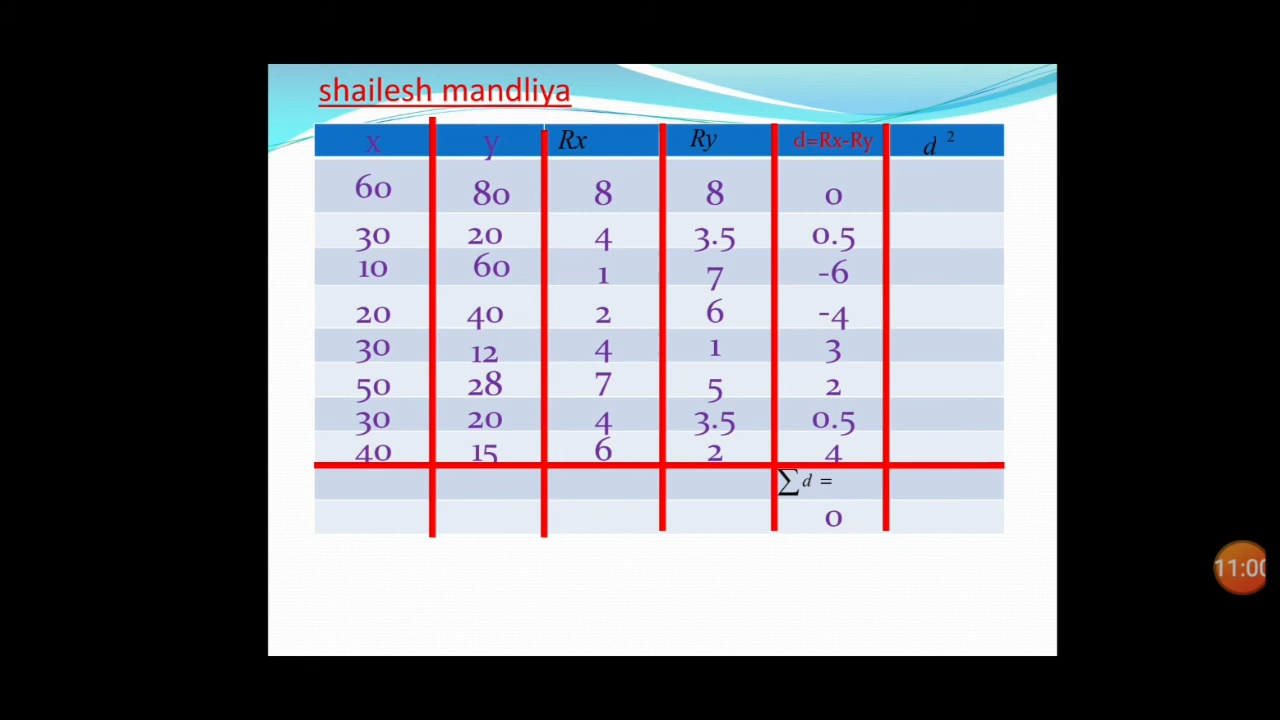 shailesh mandliya
x y Rx Ry d=Rx-Ry d ²
60 80 8 8 0
30 20 4 3.5 0.5
10 60 1 7 -6
20 40 2 6 -4
30 12 4 1 3
50 28 7 5 2
30 20 4 3.5 0.5
40 15 6 2 4
∑d =
0
11:00